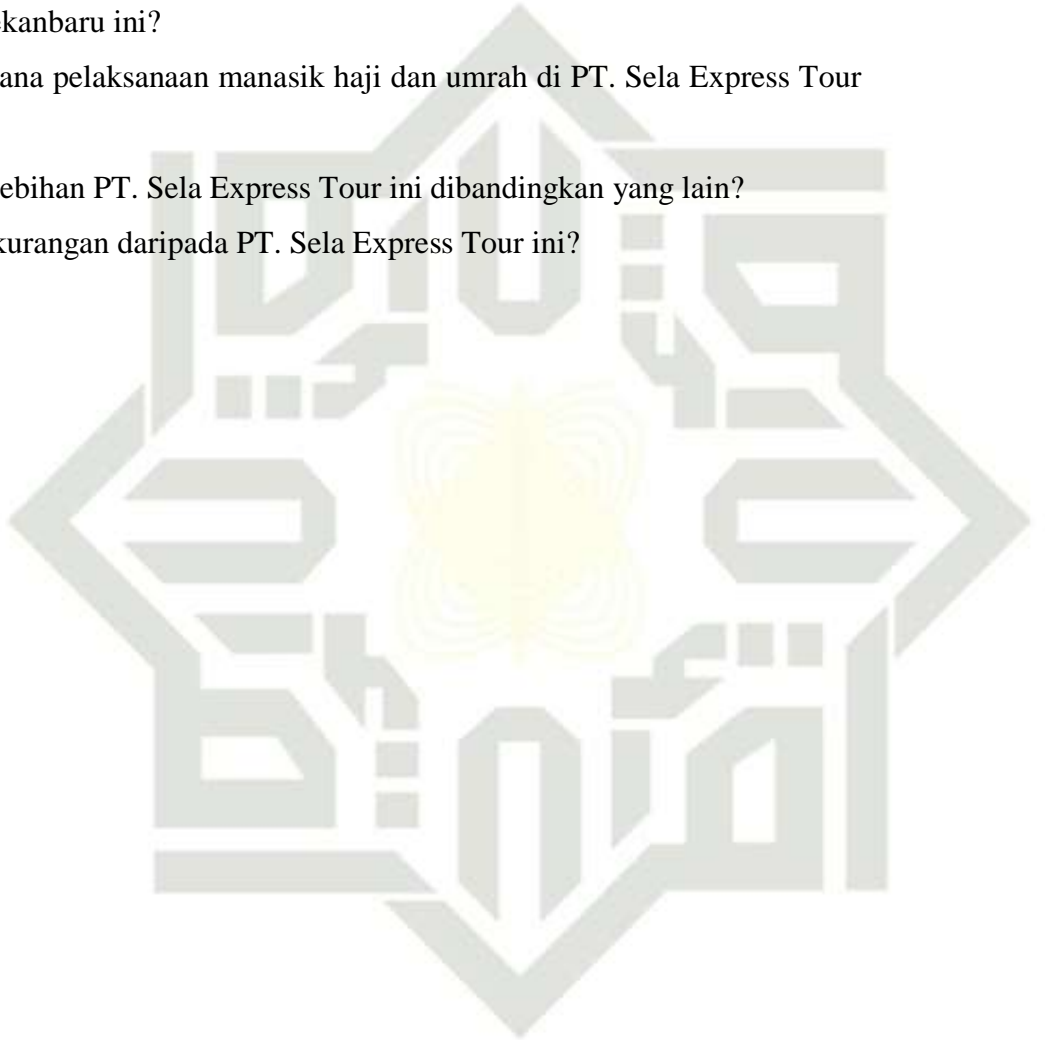 ekanbaru ini?
ana pelaksanaan manasik haji dan umrah di PT. Sela Express Tour
ebihan PT. Sela Express Tour ini dibandingkan yang lain?
kurangan daripada PT. Sela Express Tour ini?